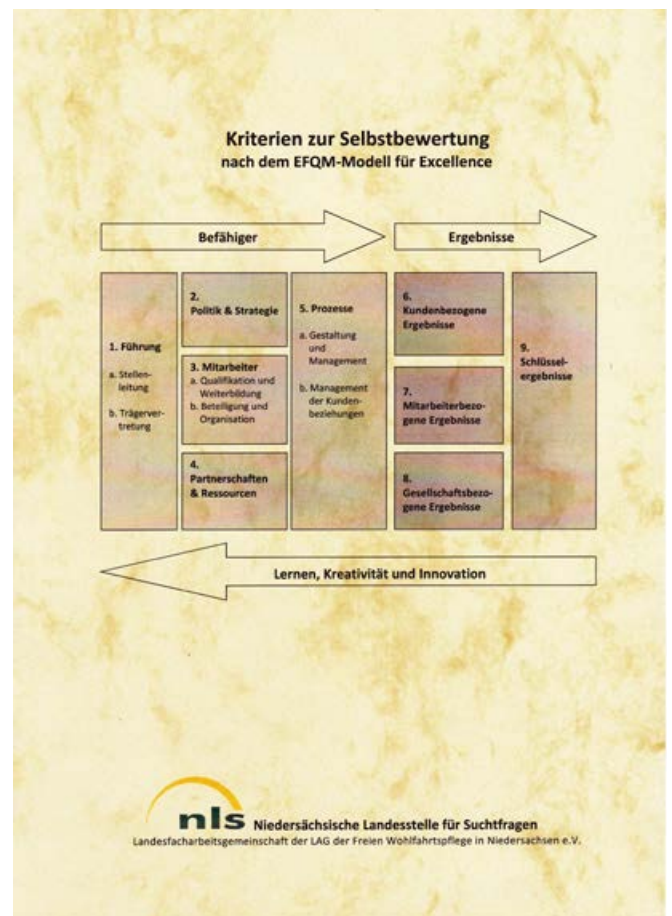 Kriterien zur Selbstbewertung
nach dem EFQM-Modell für Excellence
Befähiger
Ergebnisse
1. Führung
a. Stellen-
leitung
b. Trägerver-
tretung
2.
Politik & Strategie
3. Mitarbeiter
a. Qualifikation und
Weiterbildung
b. Beteiligung und
Organisation
4.
Partnerschaften
& Ressourcen
5. Prozesse
a. Gestaltung
und
Management
b. Management
der Kunden-
beziehungen
6.
Kundenbezogene
Ergebnisse
7.
Mitarbeiterbezo-
gene Ergebnisse
8.
Gesellschaftsbezo-
gene Ergebnisse
9.
Schlüssel-
ergebnisse
Lernen, Kreativität und Innovation
nls Niedersächsische Landesstelle für Suchtfragen
Landesfacharbeitsgemeinschaft der LAG der Freien Wohlfahrtspflege in Niedersachsen e.V.